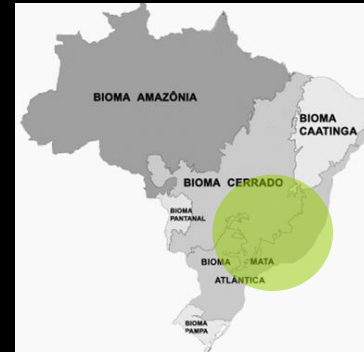 BIOMA AMAZÔNIA
BIOMA
CAATINGA
BIOMA CERRADO
BIOMA
PANTANAL
BIOMA MATA
ATLÂNTICA
BIOMA
PAMPA